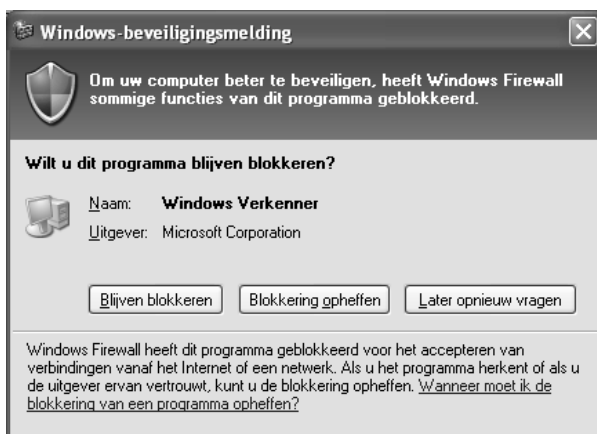 Windows-beveiligingsmelding
Om uw computer beter te beveiligen, heeft Windows Firewall
sommige functies van dit programma geblokkeerd.
Wilt u dit programma blijven blokkeren?
Naam: Windows Verkenner
Uitgever: Microsoft Corporation
Blijven blokkeren Blokkering opheffen Later opnieuw vragen
Windows Firewall heeft dit programma geblokkeerd voor het accepteren van
verbindingen vanaf het Internet of een netwerk. Als u het programma herkent of als u
de uitgever ervan vertrouwt, kunt u de blokkering opheffen. Wanneer moet ik de
blokkering van een programma opheffen?